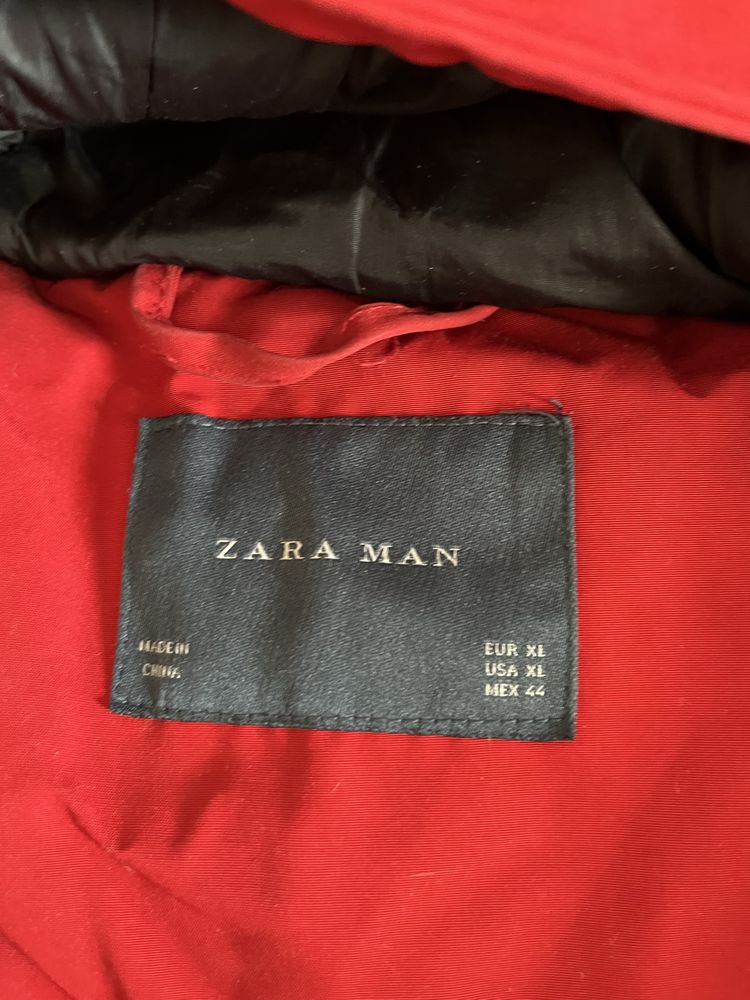 ZARA MAN
MADE IN
CHINA
EUR XL
USA XL
MEX 44